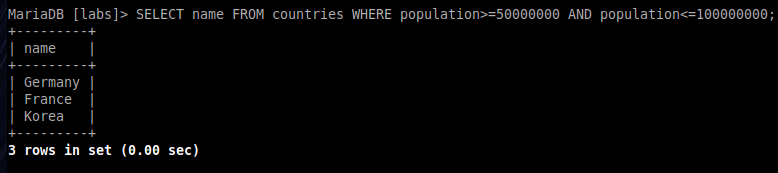 MariaDB [labs]> SELECT name FROM countries WHERE population>=50000000 AND population<=100000000;
+---------+
| name    |
+---------+
| Germany |
| France  |
| Korea   |
+---------+
3 rows in set (0.00 sec)